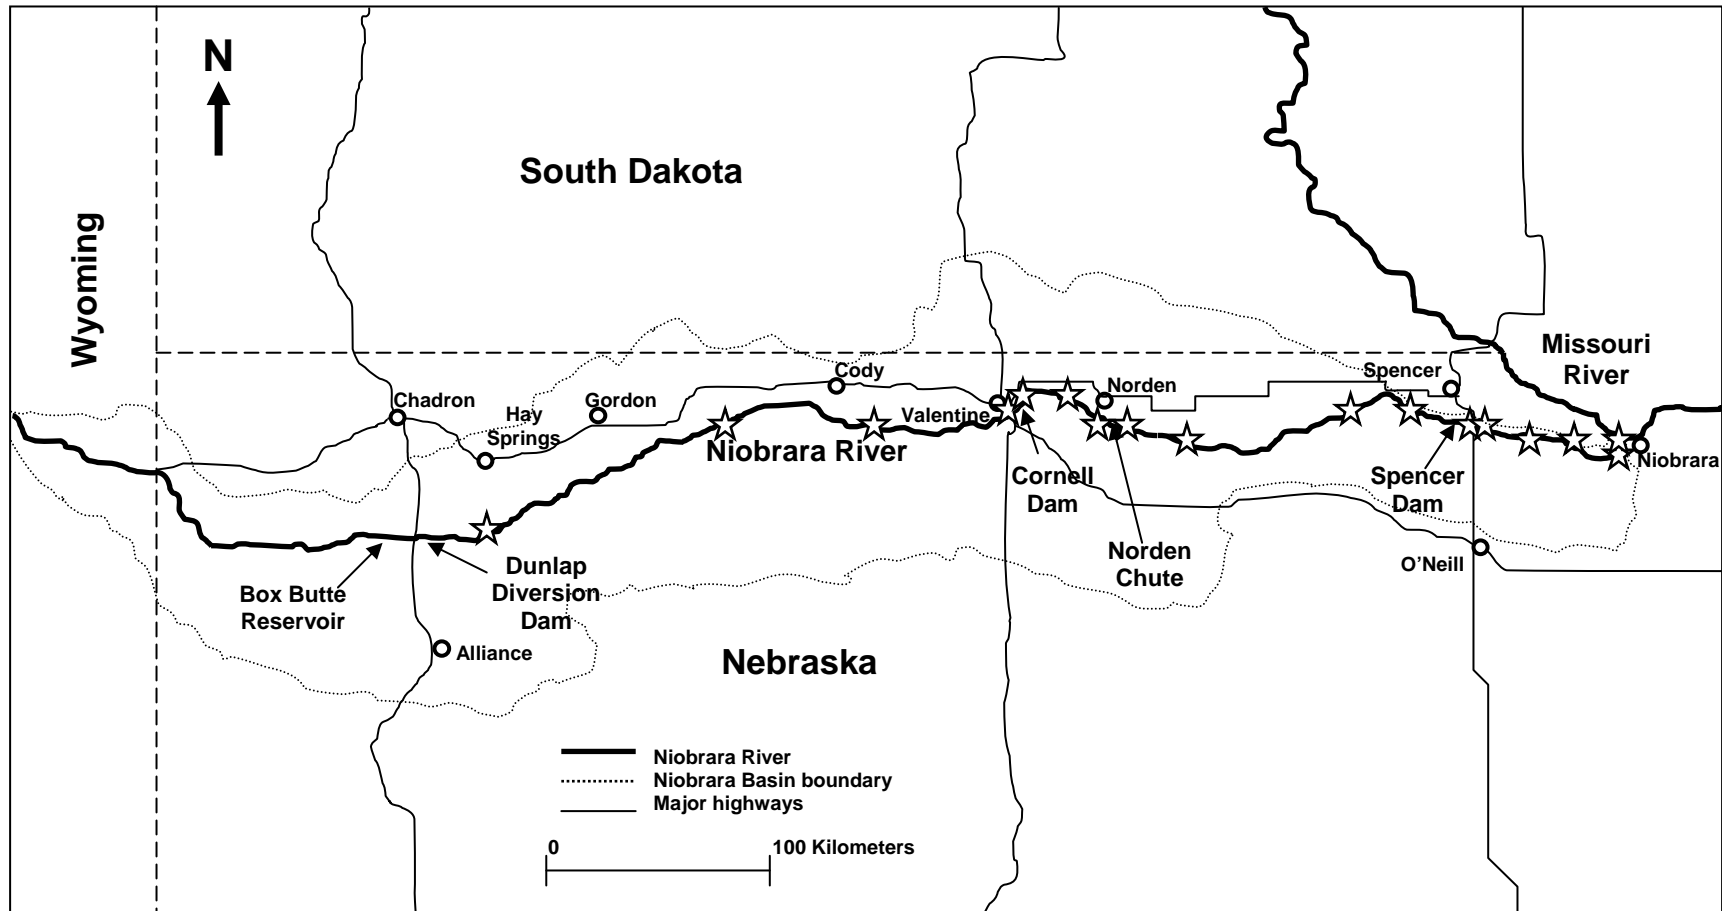 N
South Dakota
Wyoming
Missouri
River
Cody
Spencer
Chadron
Hay
Springs
Gordon
Norden
Valentine
Niobrara River
Niobrara
Cornell
Dam
Spencer
Dam
Norden
Chute
O'Neill
Box Butte
Reservoir
Dunlap
Diversion
Dam
Alliance
Nebraska
Niobrara River
Niobrara Basin boundary
Major highways
0
100 Kilometers